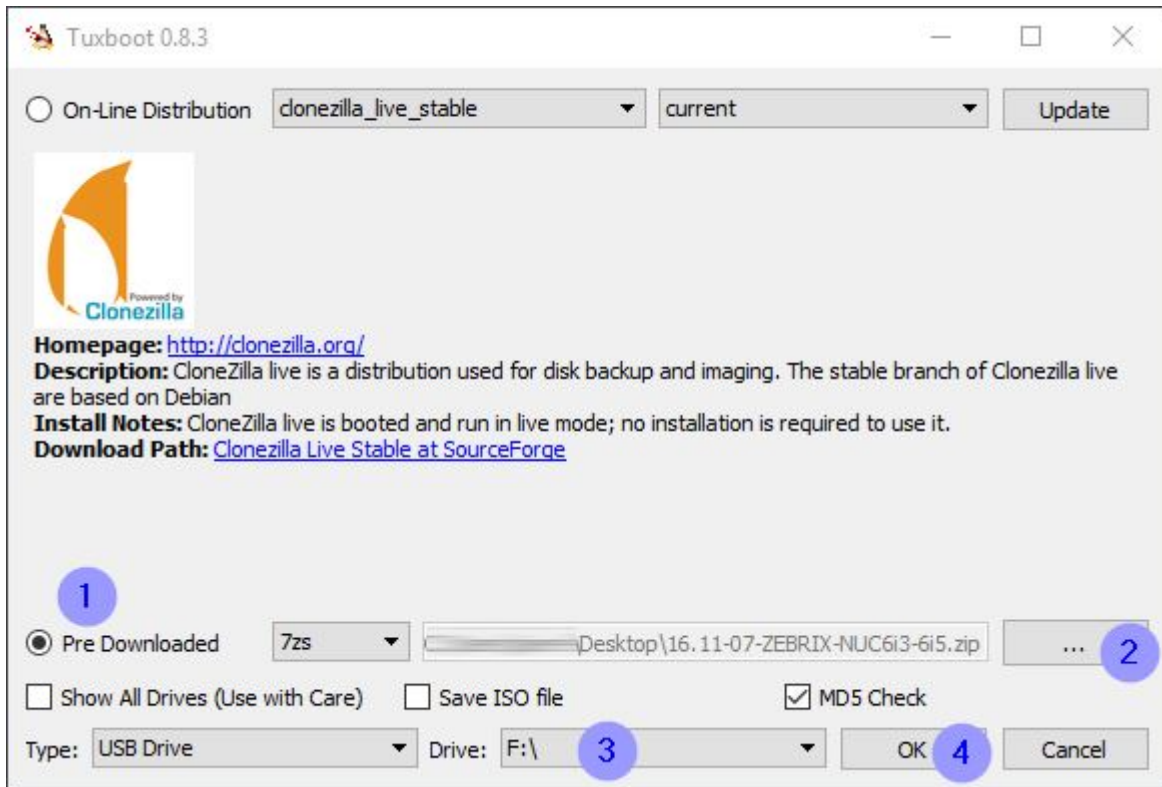 Tuxboot 0.8.3
On-Line Distribution clonezilla_live_stable current Update
Powered by
Clonezilla
Homepage: http://clonezilla.org/
Description: CloneZilla live is a distribution used for disk backup and imaging. The stable branch of Clonezilla live
are based on Debian
Install Notes: CloneZilla live is booted and run in live mode; no installation is required to use it.
Download Path: Clonezilla Live Stable at SourceForge
1
Pre Downloaded 7zs \Desktop\16.11-07-ZEBRIX-NUC6i3-6i5.zip ... 2
Show All Drives (Use with Care) Save ISO file MD5 Check
Type: USB Drive Drive: F:\ 3 OK 4 Cancel